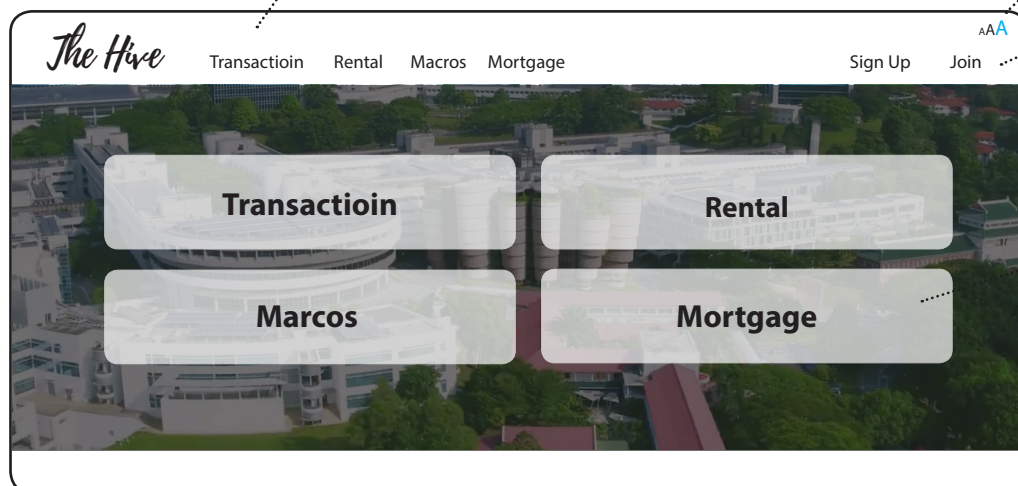 AAA
The Hive
Transactioin Rental Macros Mortgage Sign Up Join
Transactioin Rental
Marcos Mortgage